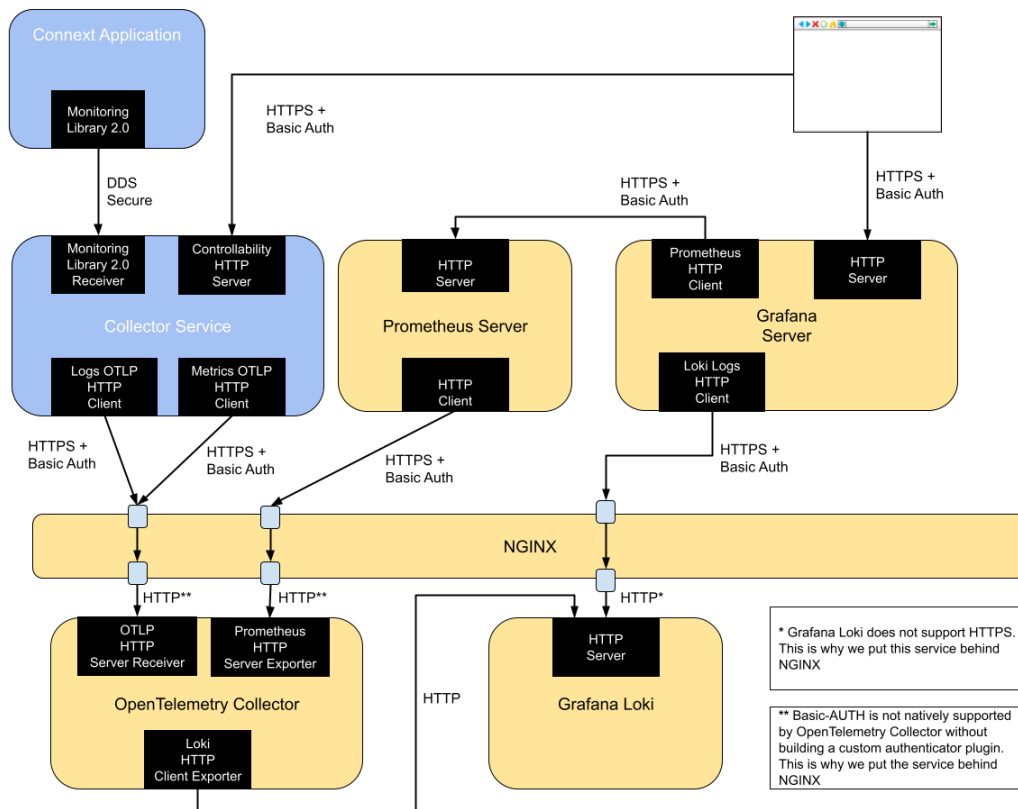 Connext Application
Monitoring
Library 2.0
HTTPS +
Basic Auth
DDS
Secure
HTTPS +
Basic Auth
HTTPS +
Basic Auth
Monitoring
Library 2.0
Receiver
Controllability
HTTP
Server
Collector Service
Logs OTLP
HTTP
Client
Metrics OTLP
HTTP
Client
HTTP
Server
Prometheus Server
HTTP
Client
Prometheus
HTTP
Client
HTTP
Server
Grafana
Server
Loki Logs
HTTP
Client
HTTPS +
Basic Auth
HTTPS +
Basic Auth
HTTPS +
Basic Auth
HTTPS +
Basic Auth
NGINX
HTTP**
HTTP**
HTTP*
OTLP
HTTP
Server Receiver
Prometheus
HTTP
Server Exporter
OpenTelemetry Collector
Loki
HTTP
Client Exporter
HTTP
HTTP
Server
Grafana Loki
* Grafana Loki does not support HTTPS.
This is why we put this service behind
NGINX
** Basic-AUTH is not natively supported
by OpenTelemetry Collector without
building a custom authenticator plugin.
This is why we put the service behind
NGINX